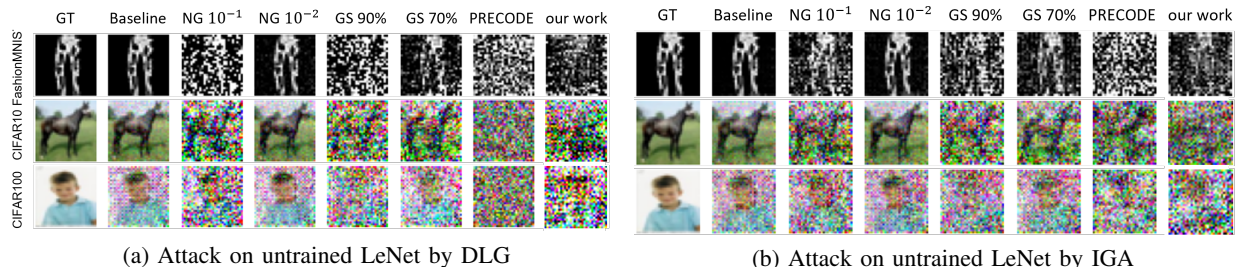 GT Baseline NG 10⁻¹ NG 10⁻² GS 90% GS 70% PRECODE our work
FashionMNIS
CIFAR10
CIFAR100
(a) Attack on untrained LeNet by DLG
GT Baseline NG 10⁻¹ NG 10⁻² GS 90% GS 70% PRECODE our work
(b) Attack on untrained LeNet by IGA